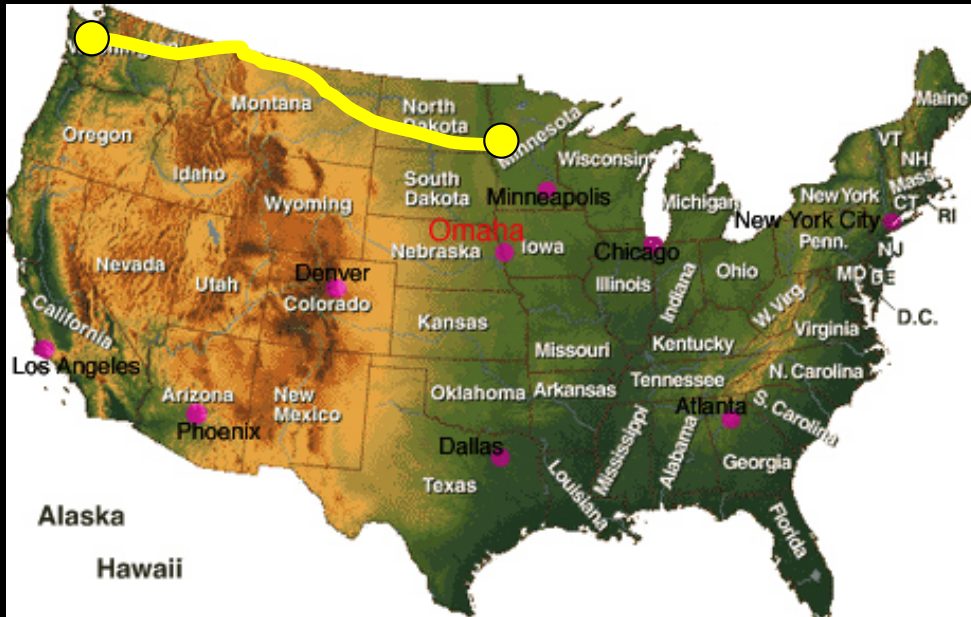 Washington
Montana
North
Dakota
Minnesota
Maine
Oregon
Idaho
Wyoming
South
Dakota
Wisconsin
Michigan
VT
NH.
Mass.
New York
CT
RI
Minneapolis
New York City
Omaha
Nebraska
Iowa
Chicago
Penn.
NJ
Nevada
Utah
Denver
Colorado
Illinois
Indiana
Ohio
MD
DE
D.C.
W. Virg.
Virginia
California
Kansas
Missouri
Kentucky
Los Angeles
Arizona
New
Mexico
Phoenix
Oklahoma
Arkansas
Tennessee
N. Carolina
S. Carolina
Atlanta
Dallas
Texas
Louisiana
Mississippi
Alabama
Georgia
Florida
Alaska
Hawaii